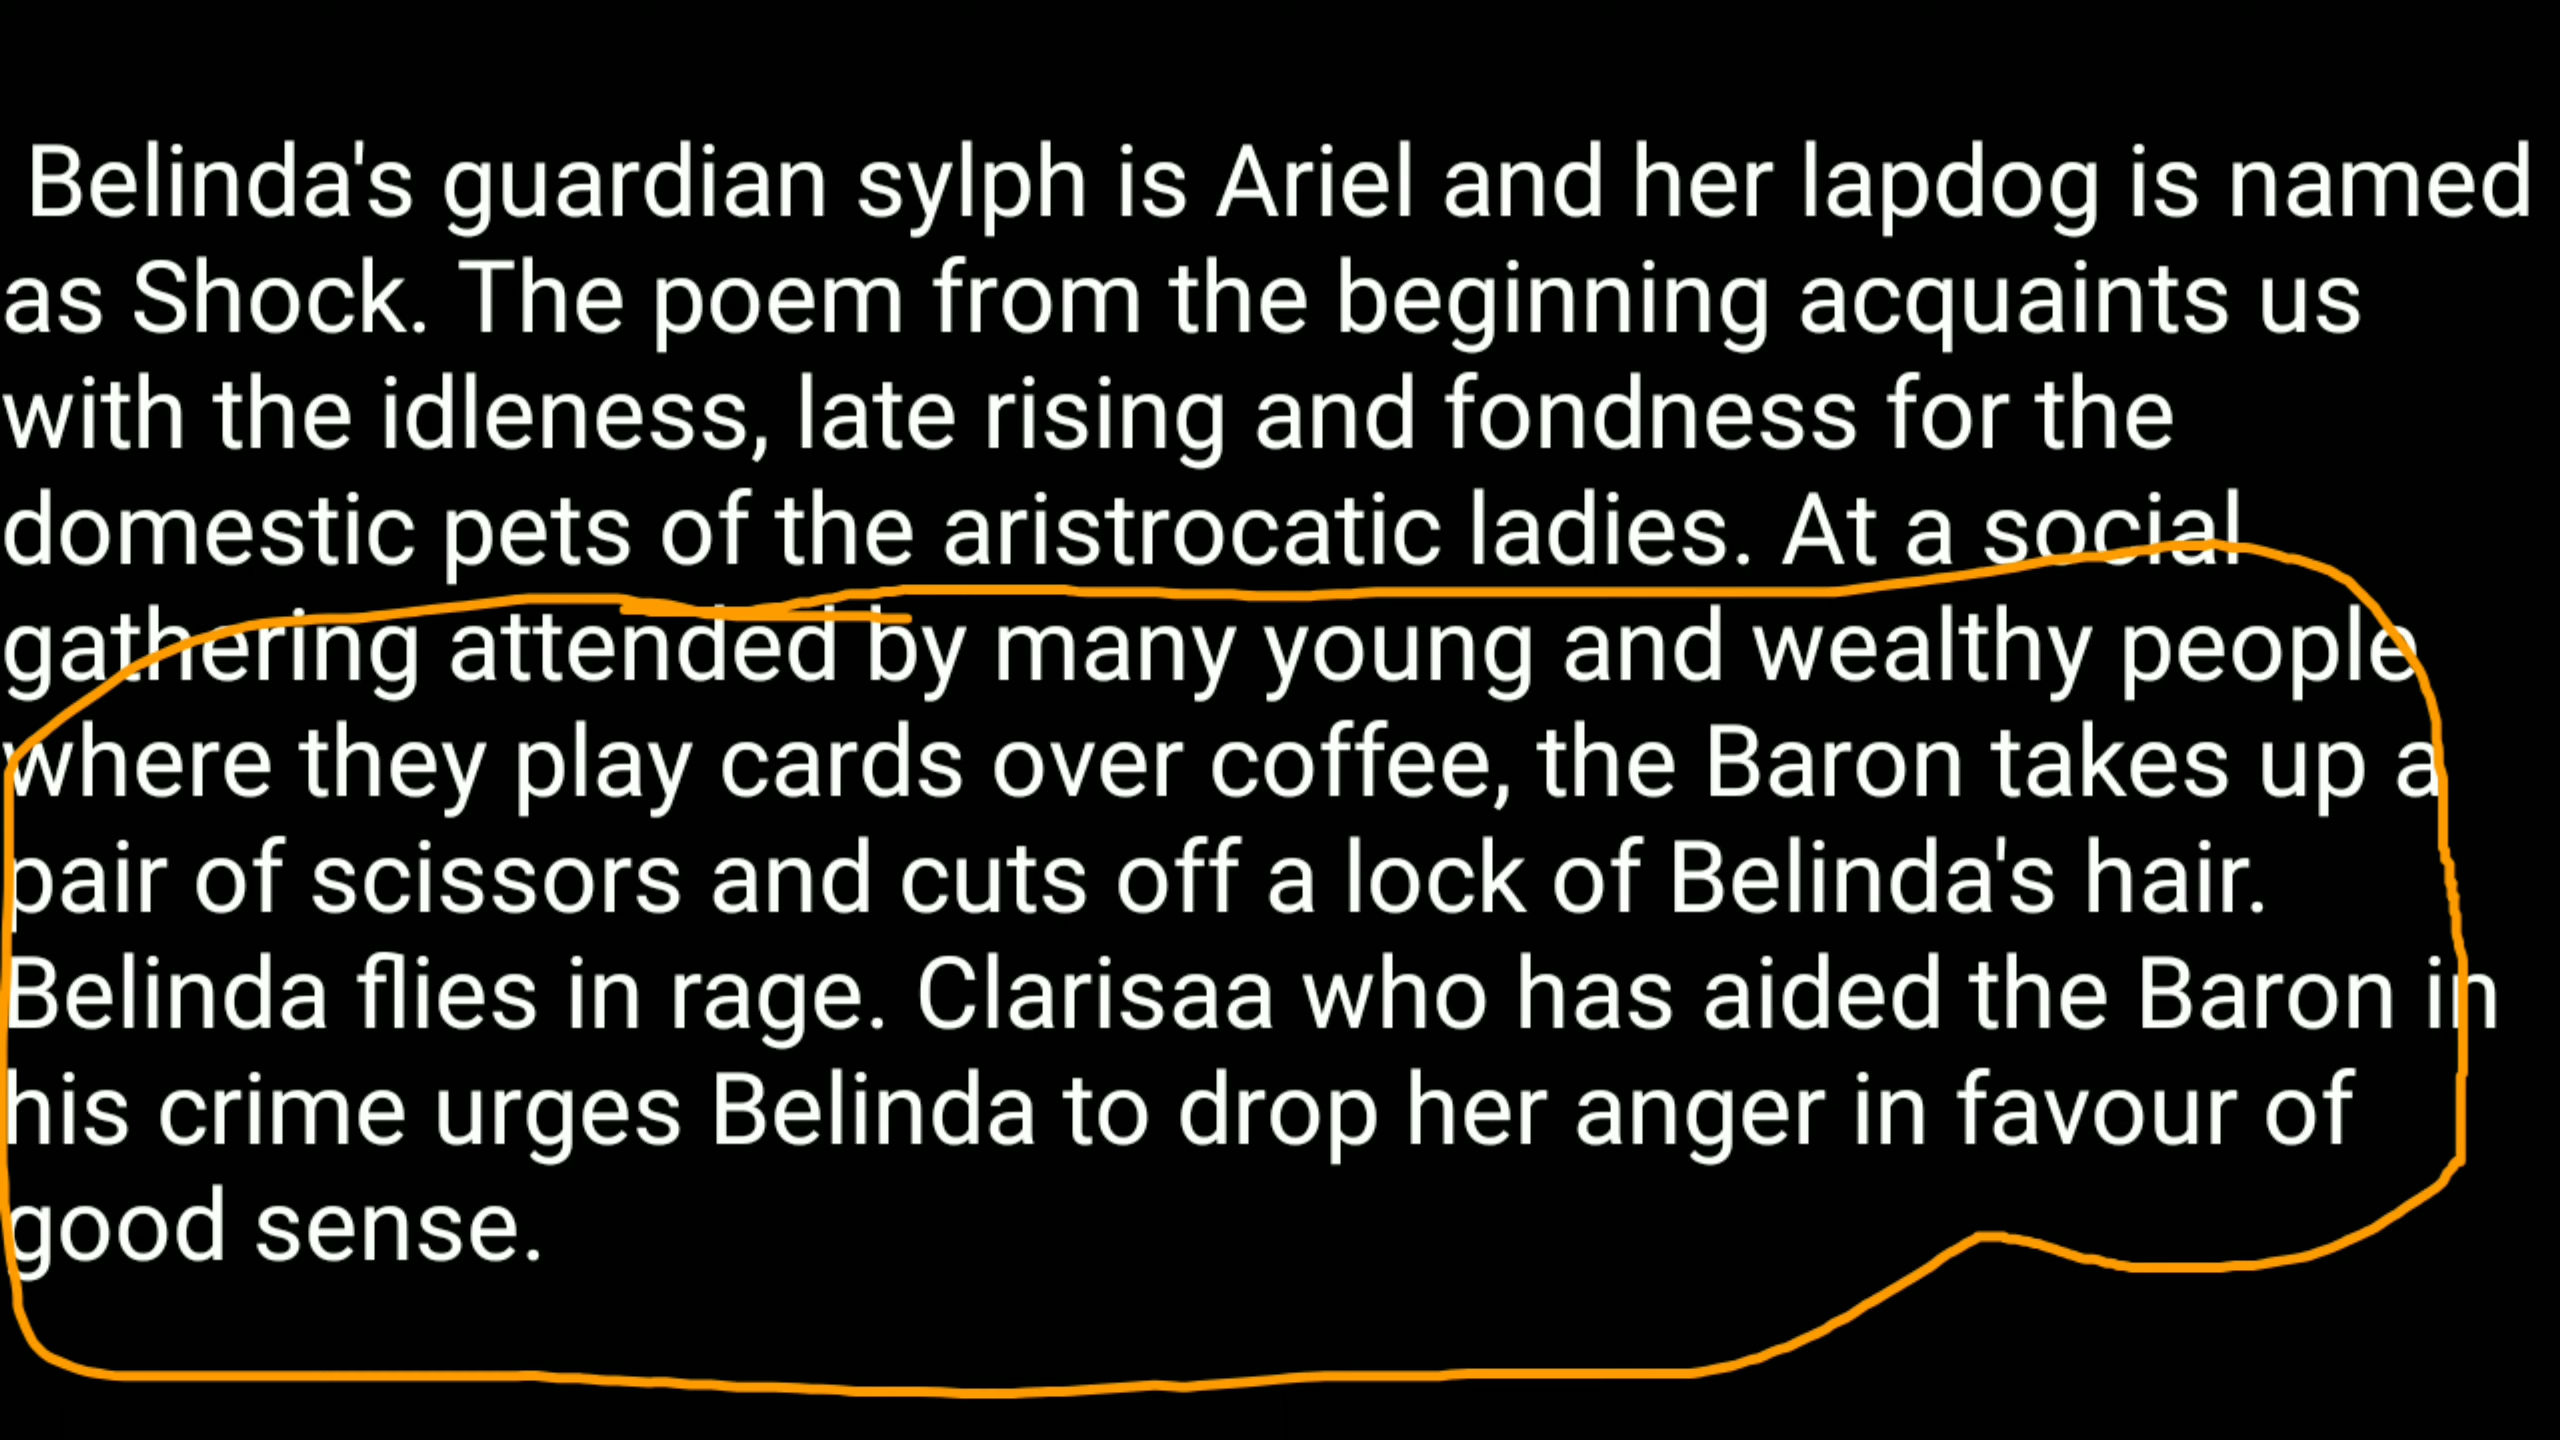 Belinda's guardian sylph is Ariel and her lapdog is named
as Shock. The poem from the beginning acquaints us
with the idleness, late rising and fondness for the
domestic pets of the aristrocatic ladies. At a social
gathering attended by many young and wealthy people
where they play cards over coffee, the Baron takes up a
pair of scissors and cuts off a lock of Belinda's hair.
Belinda flies in rage. Clarisaa who has aided the Baron in
his crime urges Belinda to drop her anger in favour of
good sense.